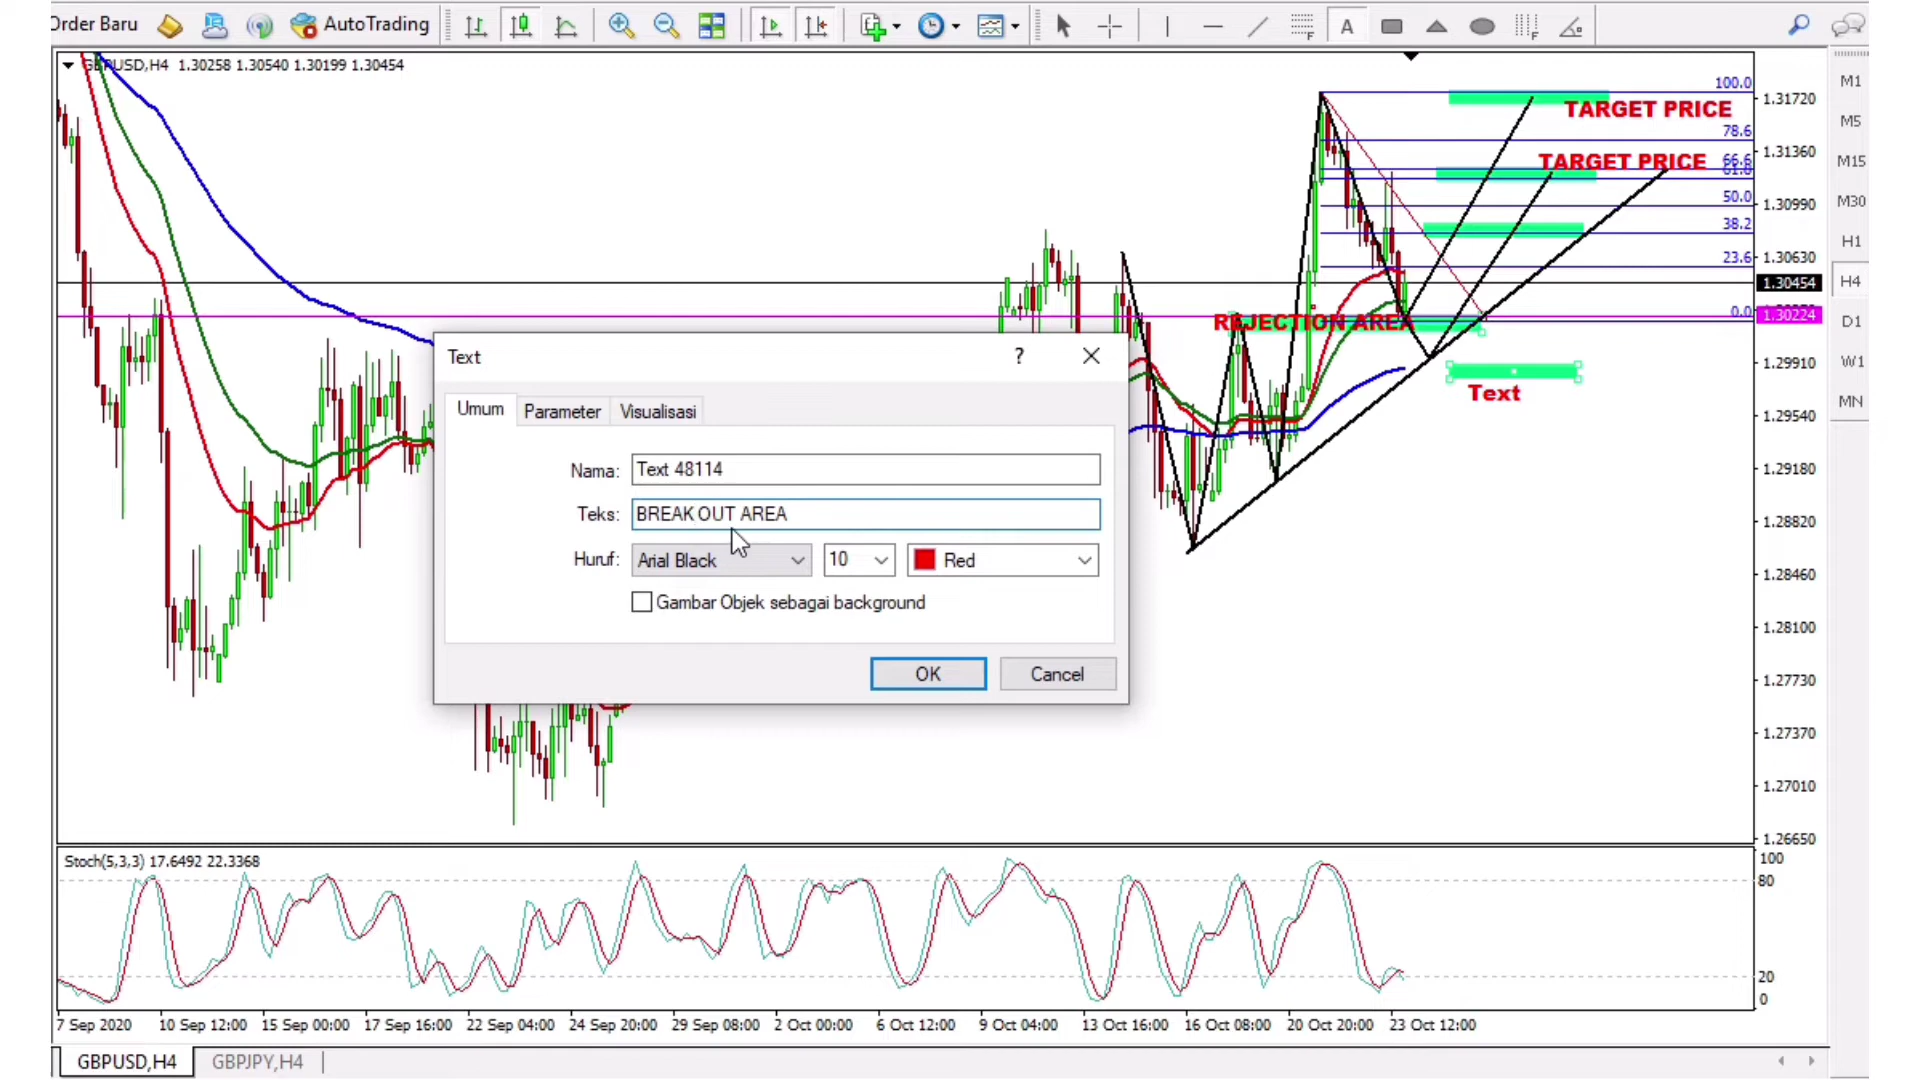 Order Baru
AutoTrading
A
GBPUSD,H4 1.30258 1.30540 1.30199 1.30454
100.0
1.31720
TARGET PRICE
78.6
1.31360
TARGET PRICE
66.6
61.8
50.0
1.30990
38.2
23.6
1.30630
1.30454
0.0
1.30224
REJECTION AREA
1.29910
Text
1.29540
1.29180
1.28820
1.28460
1.28100
1.27730
1.27370
1.27010
1.26650
M1
M5
M15
M30
H1
H4
D1
W1
MN
Text
?
Umum
Parameter
Visualisasi
Nama: Text 48114
Teks: BREAK OUT AREA
Huruf: Arial Black 10 Red
Gambar Objek sebagai background
OK
Cancel
Stoch(5,3,3) 17.6492 22.3368
100
80
20
0
7 Sep 2020
10 Sep 12:00
15 Sep 00:00
17 Sep 16:00
22 Sep 04:00
24 Sep 20:00
29 Sep 08:00
2 Oct 00:00
6 Oct 12:00
9 Oct 04:00
13 Oct 16:00
16 Oct 08:00
20 Oct 20:00
23 Oct 12:00
GBPUSD,H4
GBPJPY,H4